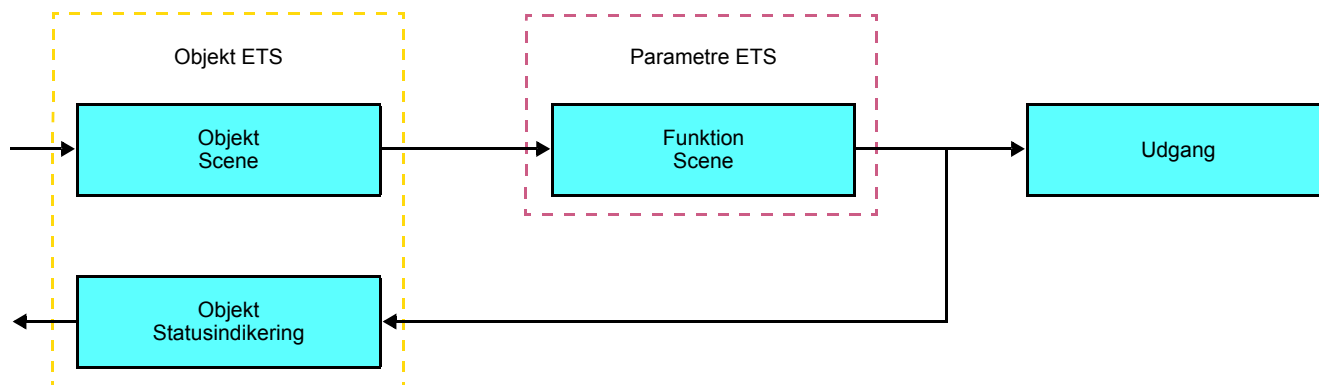 Objekt ETS
Parametre ETS
Objekt
Scene
Funktion
Scene
Udgang
Objekt
Statusindikering